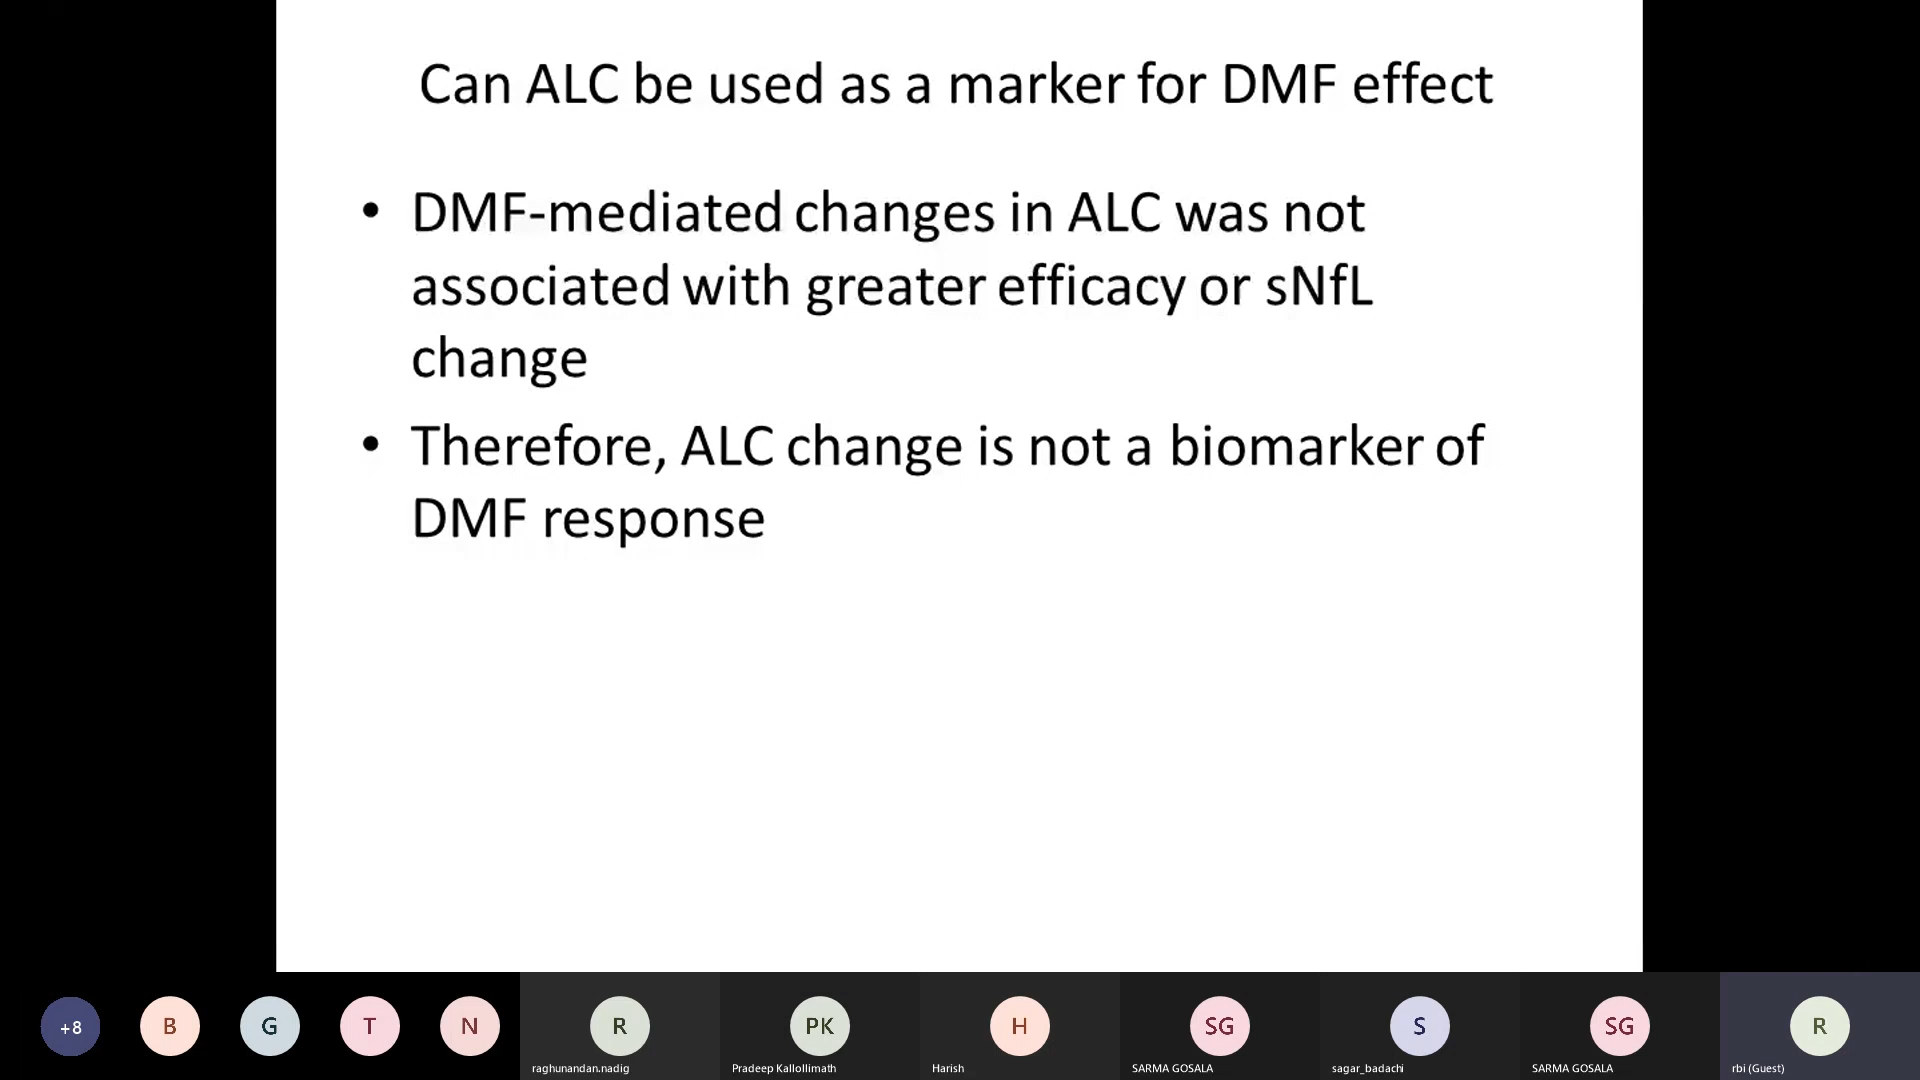 Can ALC be used as a marker for DMF effect
• DMF-mediated changes in ALC was not
associated with greater efficacy or sNfL
change
• Therefore, ALC change is not a biomarker of
DMF response
+8
B
G
T
N
R
PK
H
SG
S
SG
R
raghunandan.nadig
Pradeep Kallollimath
Harish
SARMA GOSALA
sagar_badachi
SARMA GOSALA
rbi (Guest)